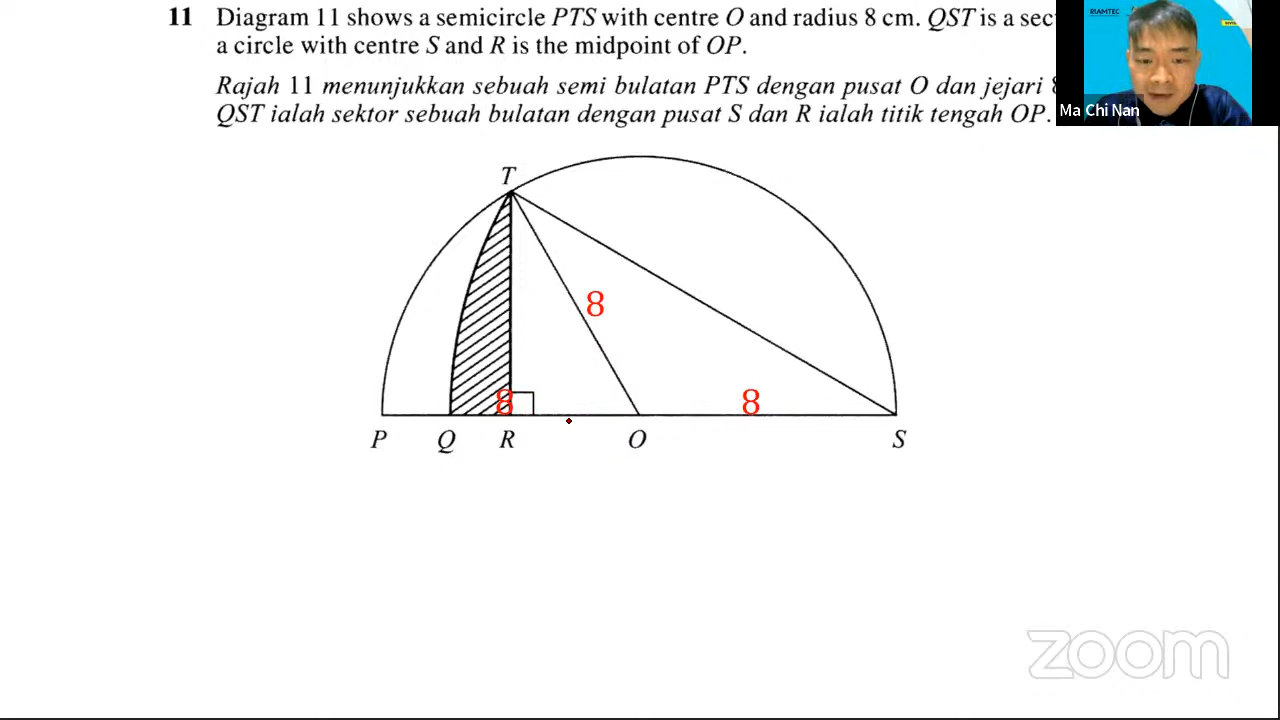 11 Diagram 11 shows a semicircle PTS with centre O and radius 8 cm. QST is a sec
a circle with centre S and R is the midpoint of OP.
Rajah 11 menunjukkan sebuah semi bulatan PTS dengan pusat O dan jejari 8
QST ialah sektor sebuah bulatan dengan pusat S dan R ialah titik tengah OP.
RIAMTEC
Ma Chi Nan
T
8
8
8
P Q R O S
zoom